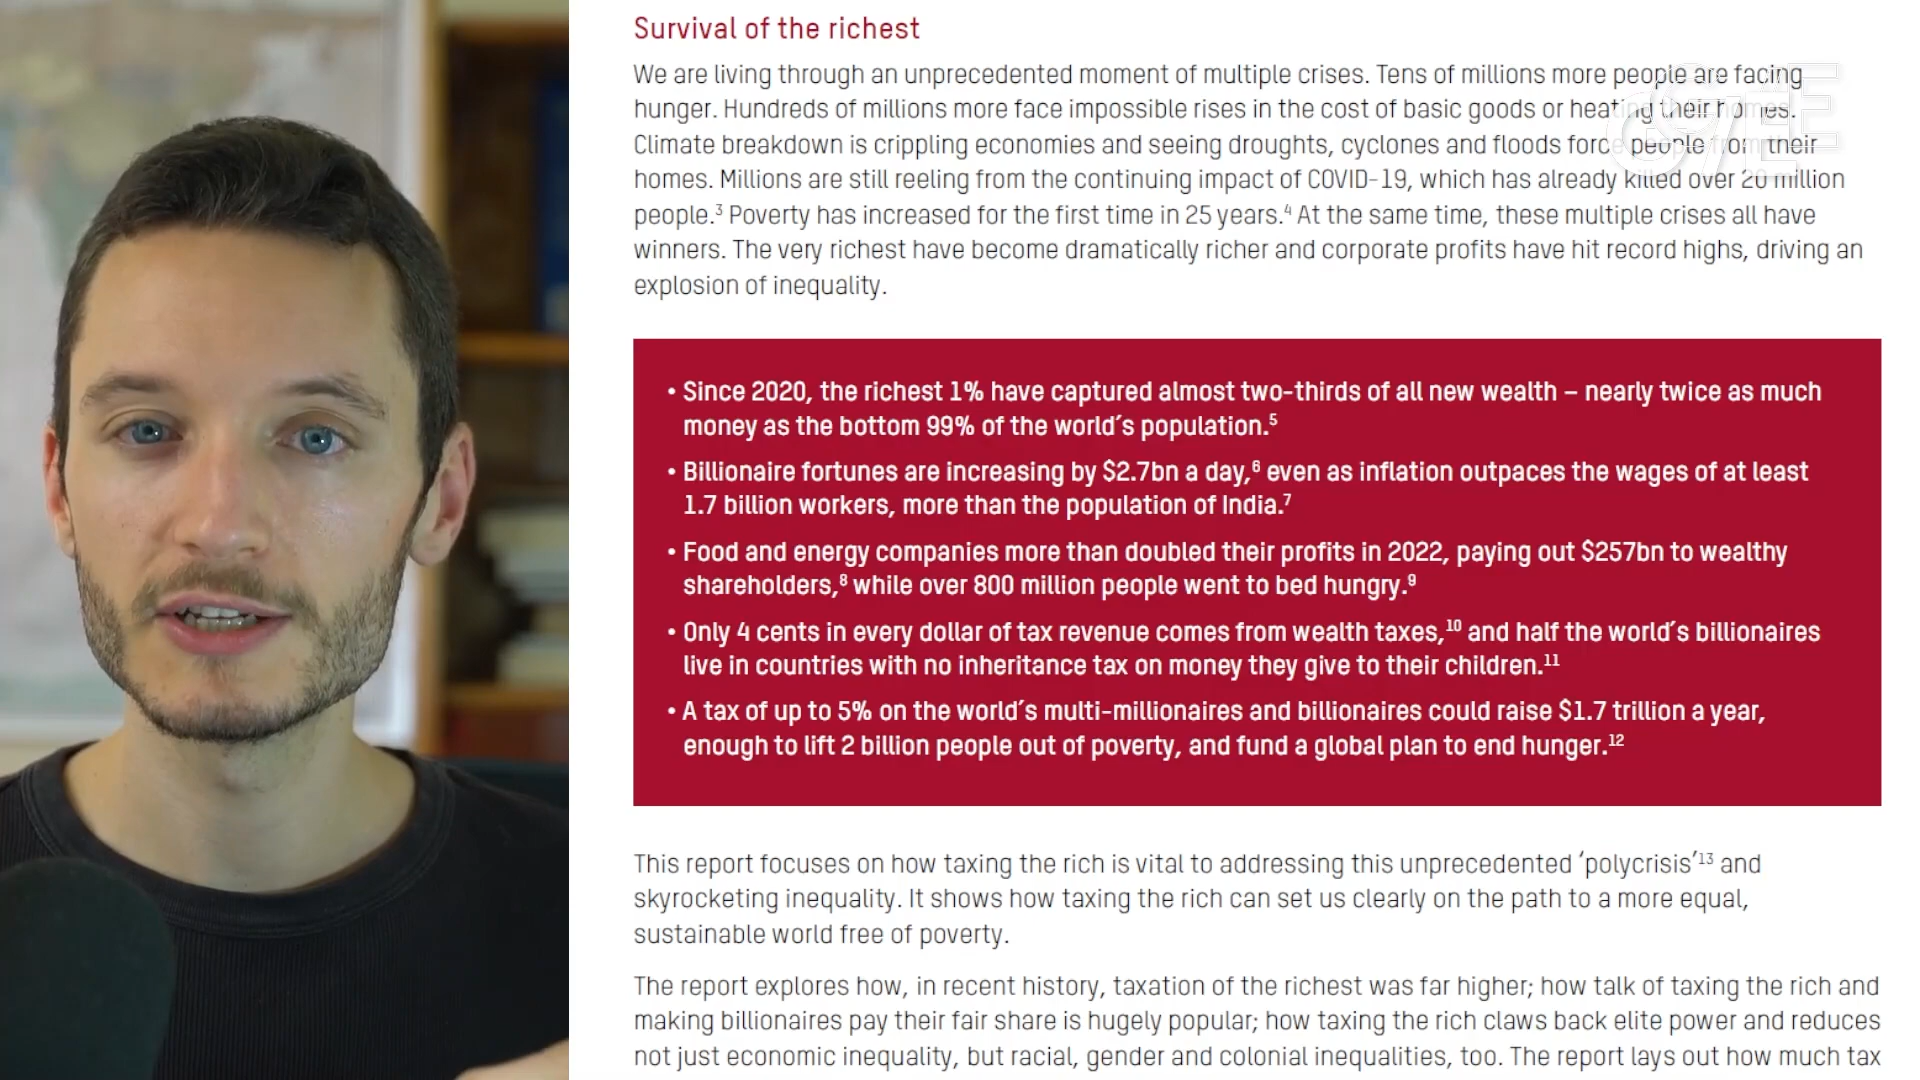 Survival of the richest
We are living through an unprecedented moment of multiple crises. Tens of millions more people are facing
hunger. Hundreds of millions more face impossible rises in the cost of basic goods or heating their homes.
Climate breakdown is crippling economies and seeing droughts, cyclones and floods force people from their
homes. Millions are still reeling from the continuing impact of COVID-19, which has already killed over 20 million
people.³ Poverty has increased for the first time in 25 years.⁴ At the same time, these multiple crises all have
winners. The very richest have become dramatically richer and corporate profits have hit record highs, driving an
explosion of inequality.
• Since 2020, the richest 1% have captured almost two-thirds of all new wealth – nearly twice as much
money as the bottom 99% of the world’s population.⁵
• Billionaire fortunes are increasing by $2.7bn a day,⁶ even as inflation outpaces the wages of at least
1.7 billion workers, more than the population of India.⁷
• Food and energy companies more than doubled their profits in 2022, paying out $257bn to wealthy
shareholders,⁸ while over 800 million people went to bed hungry.⁹
• Only 4 cents in every dollar of tax revenue comes from wealth taxes,¹⁰ and half the world’s billionaires
live in countries with no inheritance tax on money they give to their children.¹¹
• A tax of up to 5% on the world’s multi-millionaires and billionaires could raise $1.7 trillion a year,
enough to lift 2 billion people out of poverty, and fund a global plan to end hunger.¹²
This report focuses on how taxing the rich is vital to addressing this unprecedented ‘polycrisis’¹³ and
skyrocketing inequality. It shows how taxing the rich can set us clearly on the path to a more equal,
sustainable world free of poverty.
The report explores how, in recent history, taxation of the richest was far higher; how talk of taxing the rich and
making billionaires pay their fair share is hugely popular; how taxing the rich claws back elite power and reduces
not just economic inequality, but racial, gender and colonial inequalities, too. The report lays out how much tax